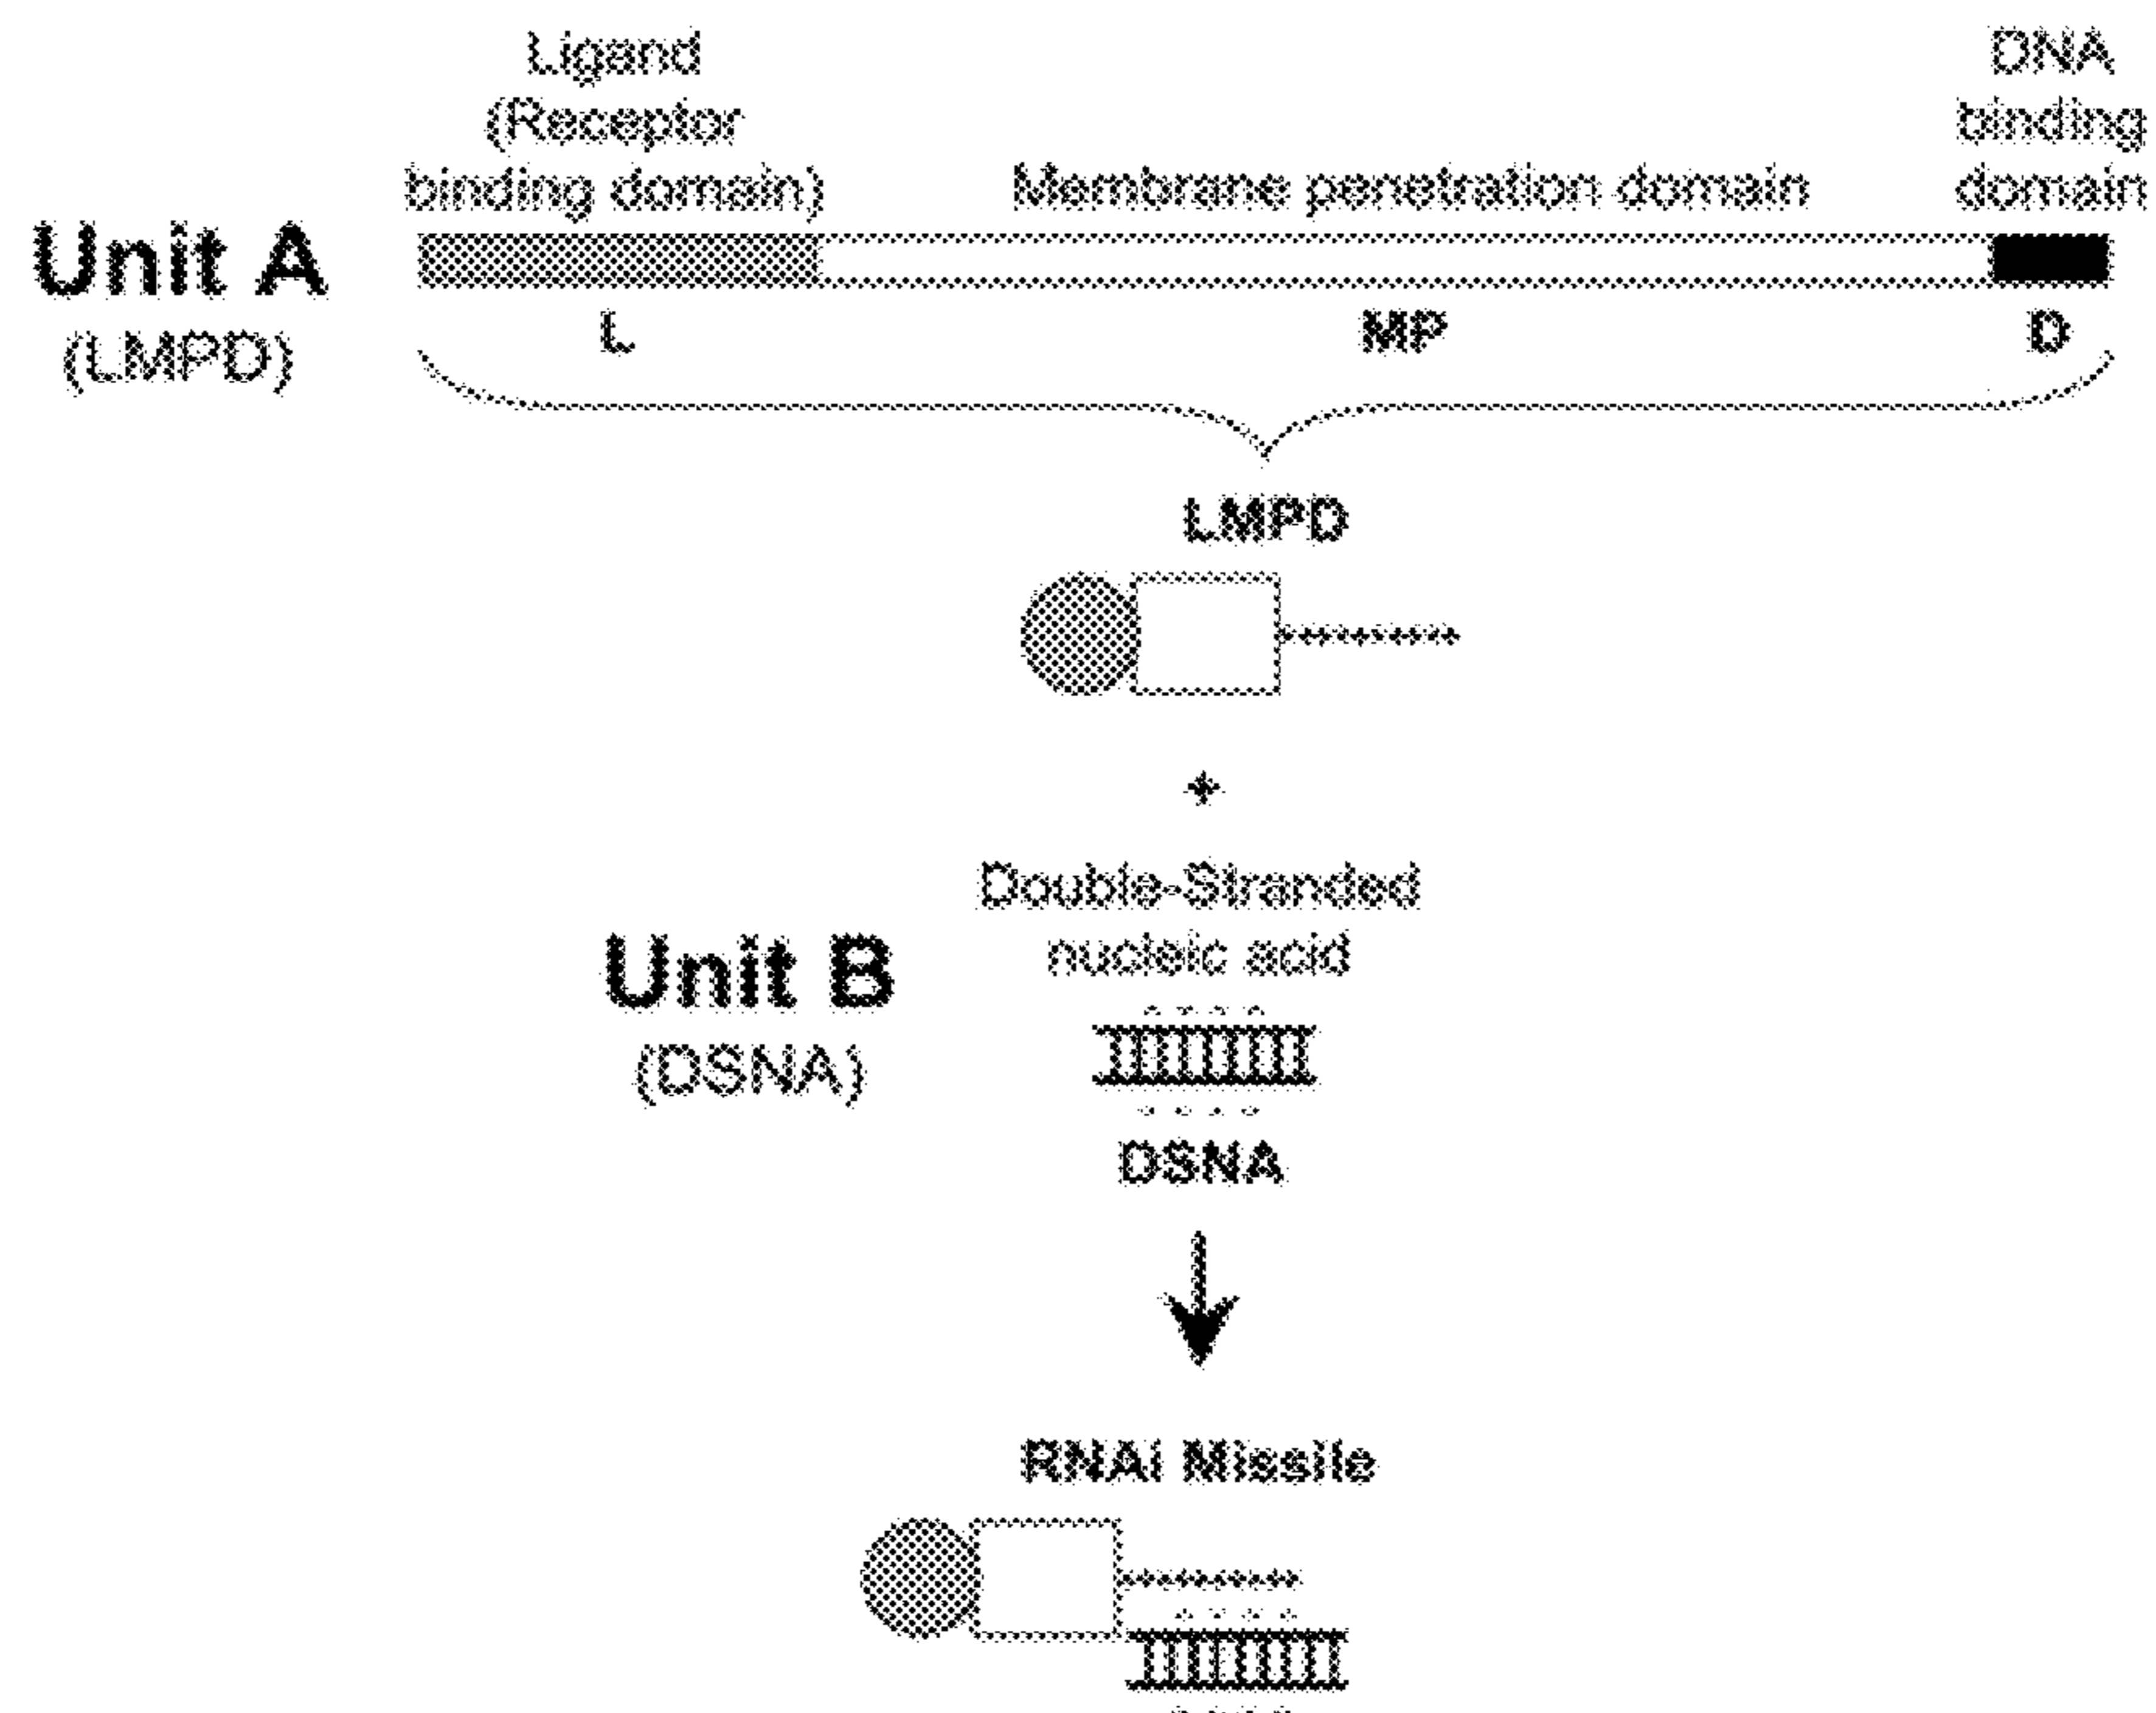 Ligand
(Receptor
binding domain)
Membrane penetration domain
DNA
binding
domain
Unit A
(LMPD)
L
MP
D
LMPD
+
Double-Stranded
nucleic acid
Unit B
(DSNA)
DSNA
RNAi Missile